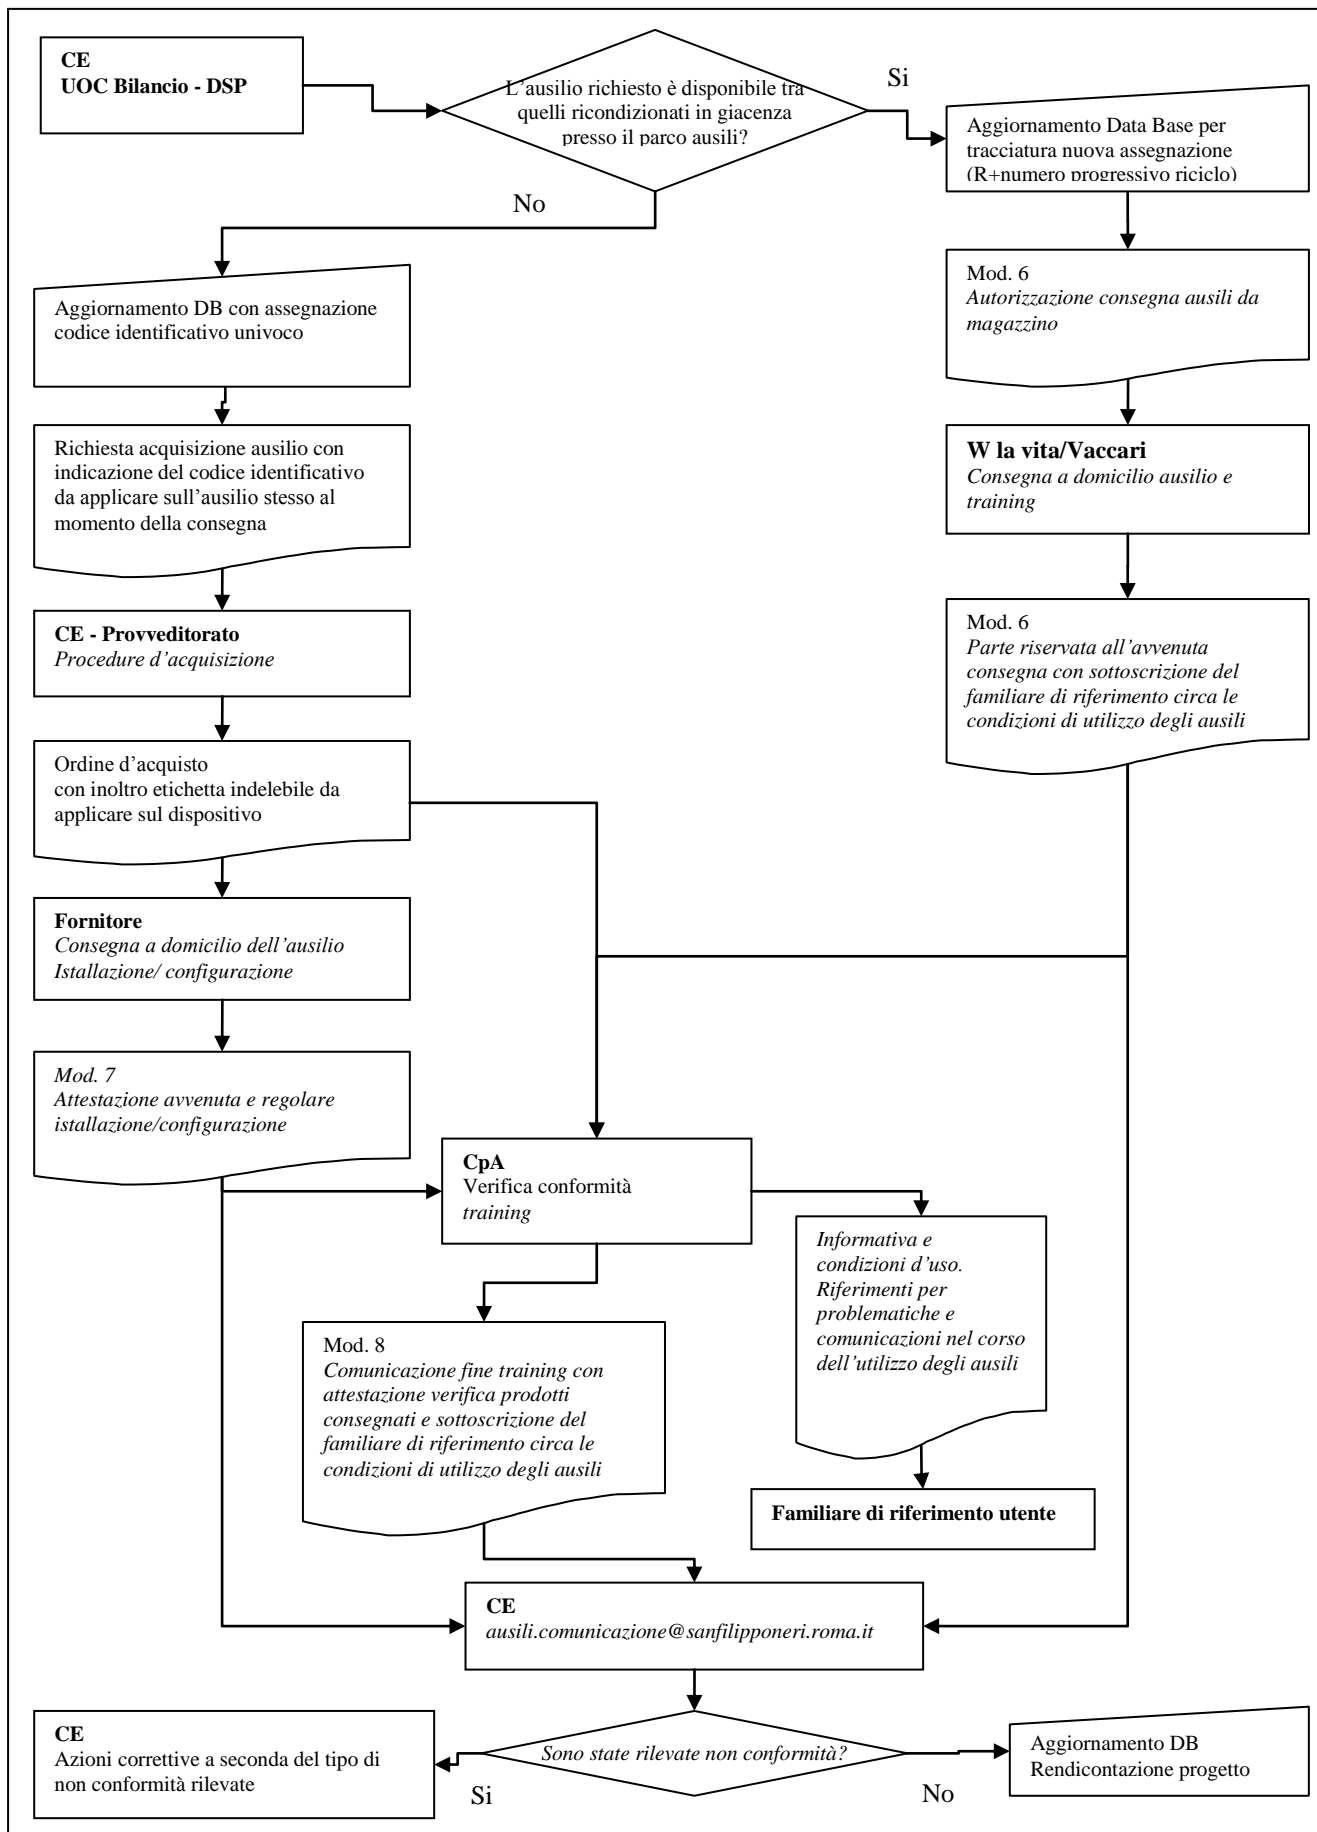 CE
UOC Bilancio - DSP
L'ausilio richiesto è disponibile tra
quelli ricondizionati in giacenza
presso il parco ausili?
Si
No
Aggiornamento Data Base per
tracciatura nuova assegnazione
(R+numero progressivo riciclo)
Aggiornamento DB con assegnazione
codice identificativo univoco
Mod. 6
Autorizzazione consegna ausili da
magazzino
Richiesta acquisizione ausilio con
indicazione del codice identificativo
da applicare sull'ausilio stesso al
momento della consegna
W la vita/Vaccari
Consegna a domicilio ausilio e
training
CE - Provveditorato
Procedure d'acquisizione
Mod. 6
Parte riservata all'avvenuta
consegna con sottoscrizione del
familiare di riferimento circa le
condizioni di utilizzo degli ausili
Ordine d'acquisto
con inoltro etichetta indelebile da
applicare sul dispositivo
Fornitore
Consegna a domicilio dell'ausilio
Istallazione/ configurazione
Mod. 7
Attestazione avvenuta e regolare
istallazione/configurazione
CpA
Verifica conformità
training
Informativa e
condizioni d'uso.
Riferimenti per
problematiche e
comunicazioni nel corso
dell'utilizzo degli ausili
Mod. 8
Comunicazione fine training con
attestazione verifica prodotti
consegnati e sottoscrizione del
familiare di riferimento circa le
condizioni di utilizzo degli ausili
Familiare di riferimento utente
CE
ausili.comunicazione@sanfilipponeri.roma.it
Sono state rilevate non conformità?
CE
Azioni correttive a seconda del tipo di
non conformità rilevate
Si
No
Aggiornamento DB
Rendicontazione progetto